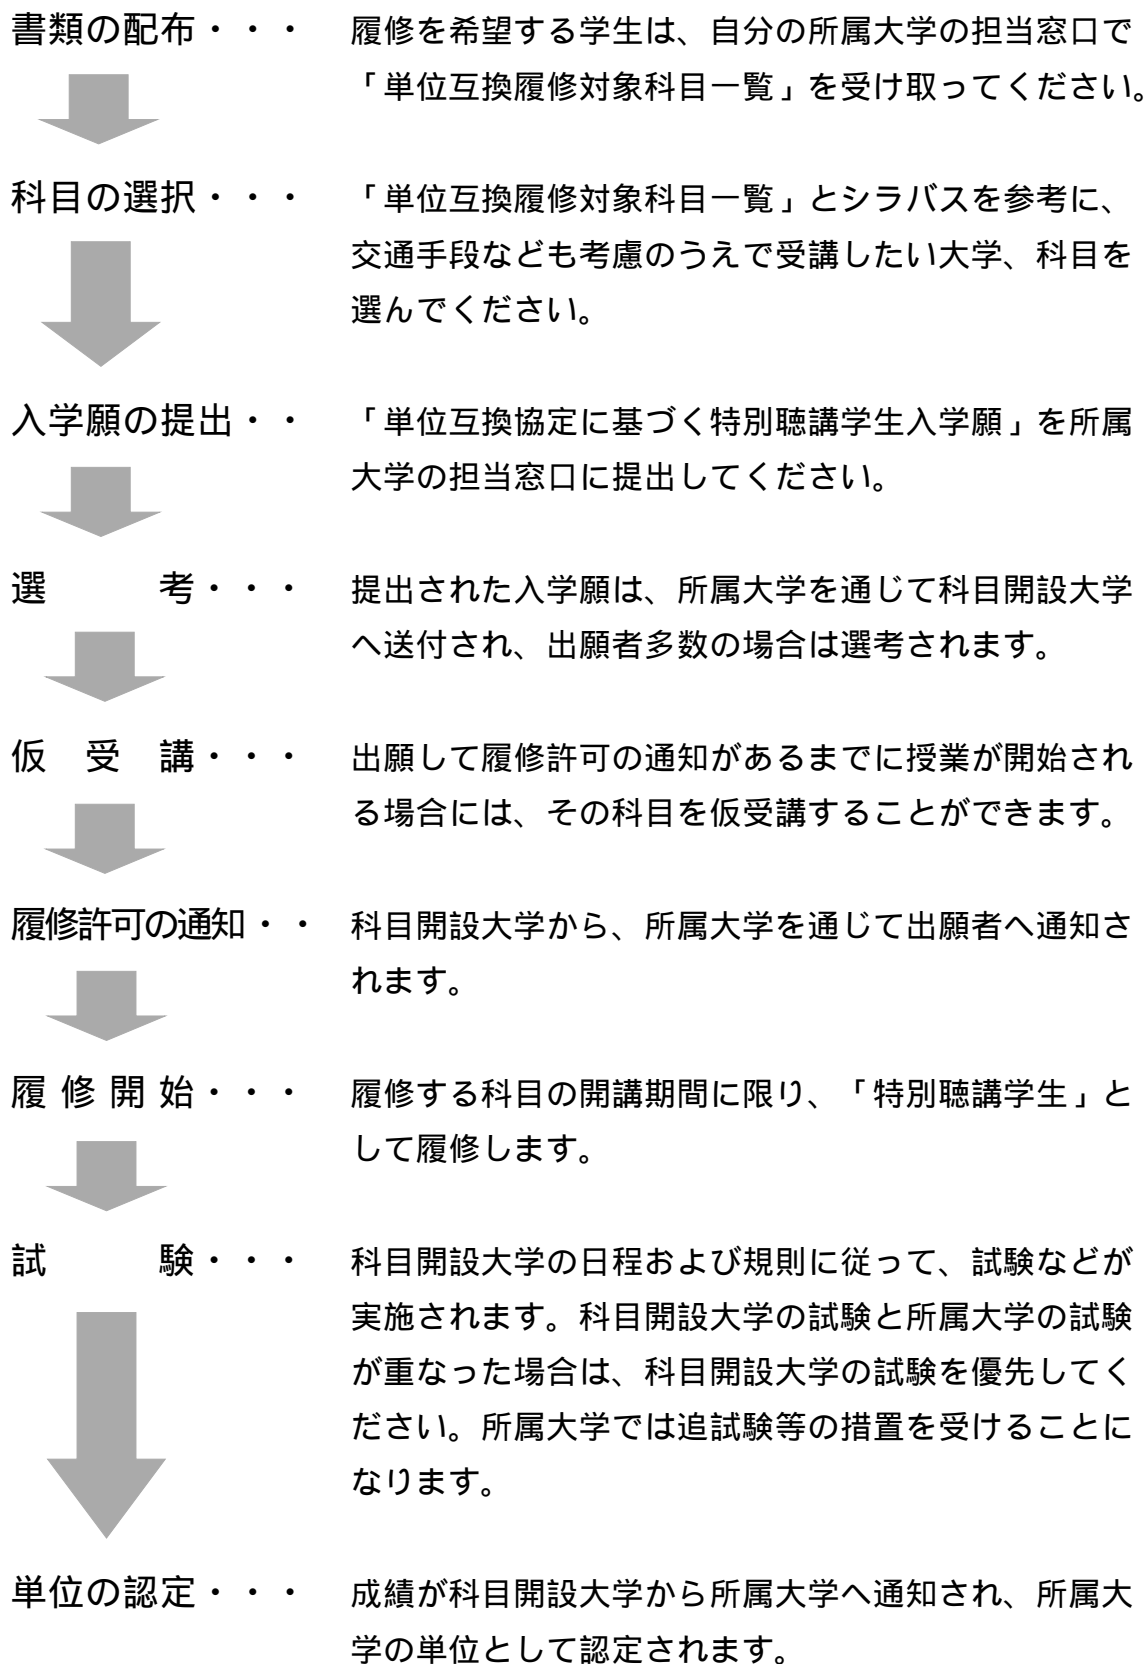 書類の配布・・・　履修を希望する学生は、自分の所属大学の担当窓口で
「単位互換履修対象科目一覧」を受け取ってください。
科目の選択・・・　「単位互換履修対象科目一覧」とシラバスを参考に、
交通手段なども考慮のうえで受講したい大学、科目を
選んでください。
入学願の提出・・　「単位互換協定に基づく特別聴講学生入学願」を所属
大学の担当窓口に提出してください。
選　　　考・・・　提出された入学願は、所属大学を通じて科目開設大学
へ送付され、出願者多数の場合は選考されます。
仮　受　講・・・　出願して履修許可の通知があるまでに授業が開始され
る場合には、その科目を仮受講することができます。
履修許可の通知・・　科目開設大学から、所属大学を通じて出願者へ通知さ
れます。
履 修 開 始・・・　履修する科目の開講期間に限り、「特別聴講学生」と
して履修します。
試　　　験・・・　科目開設大学の日程および規則に従って、試験などが
実施されます。科目開設大学の試験と所属大学の試験
が重なった場合は、科目開設大学の試験を優先してく
ださい。所属大学では追試験等の措置を受けることに
なります。
単位の認定・・・　成績が科目開設大学から所属大学へ通知され、所属大
学の単位として認定されます。